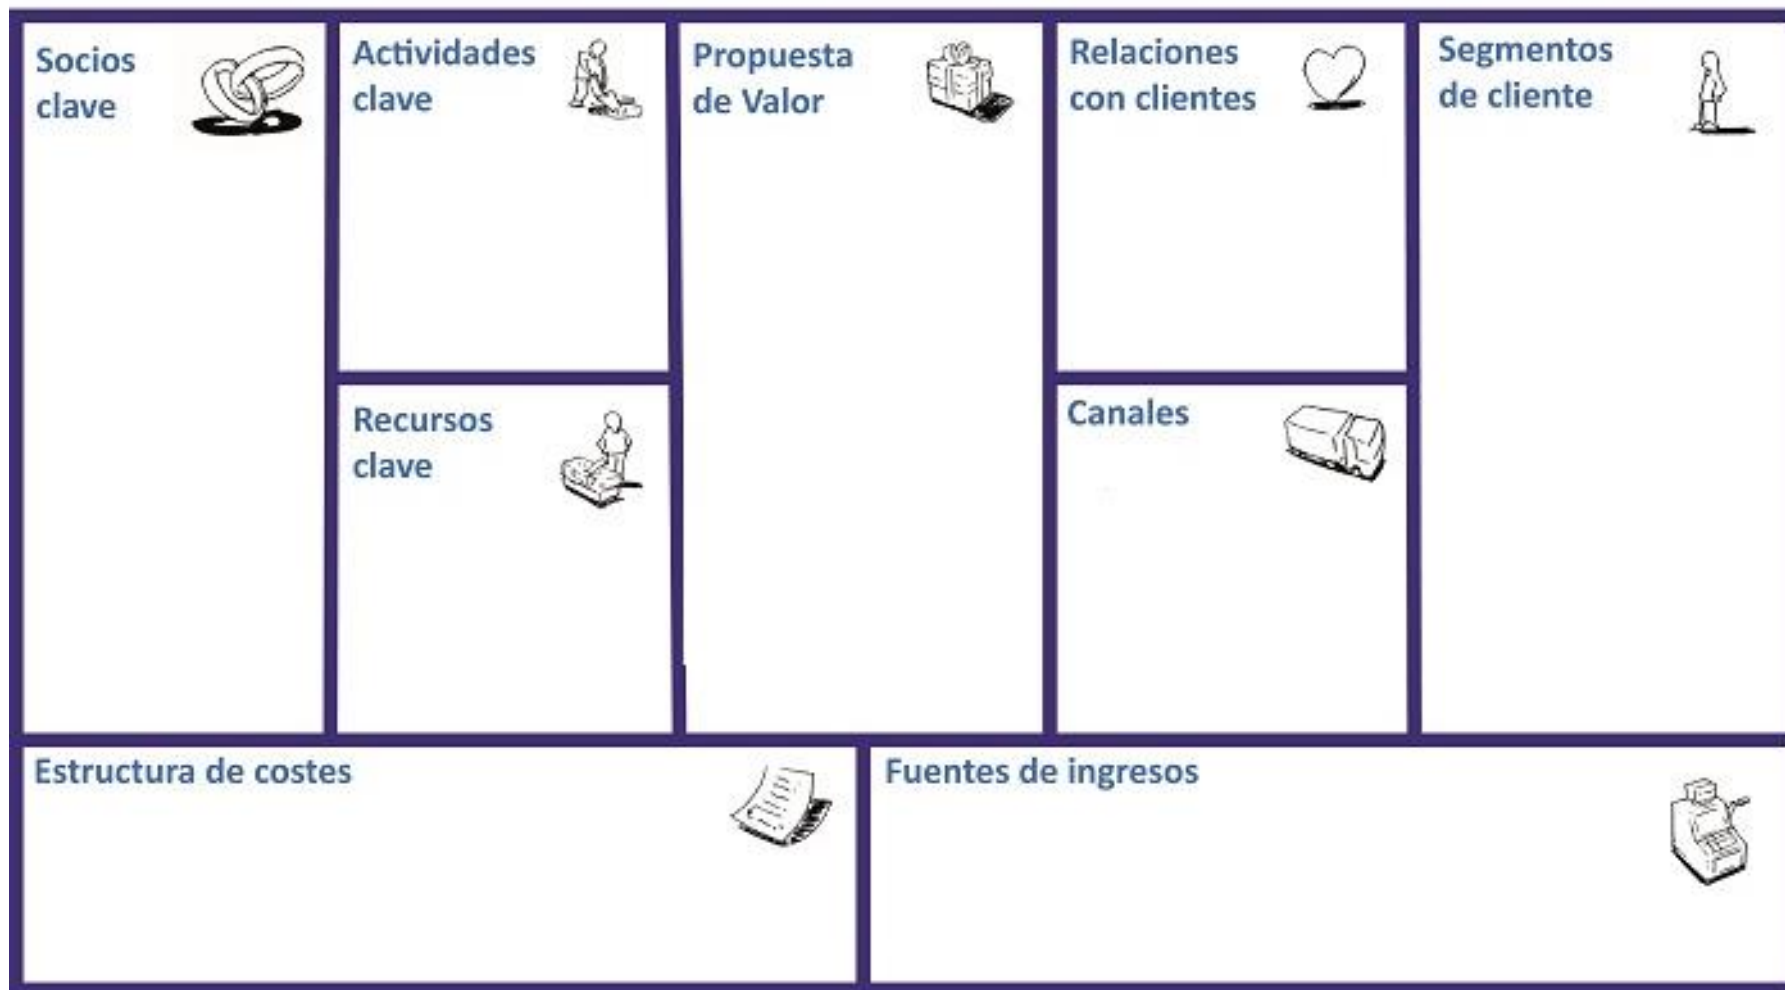 Socios
clave
Actividades
clave
Propuesta
de Valor
Relaciones
con clientes
Segmentos
de cliente
Recursos
clave
Canales
Estructura de costes
Fuentes de ingresos